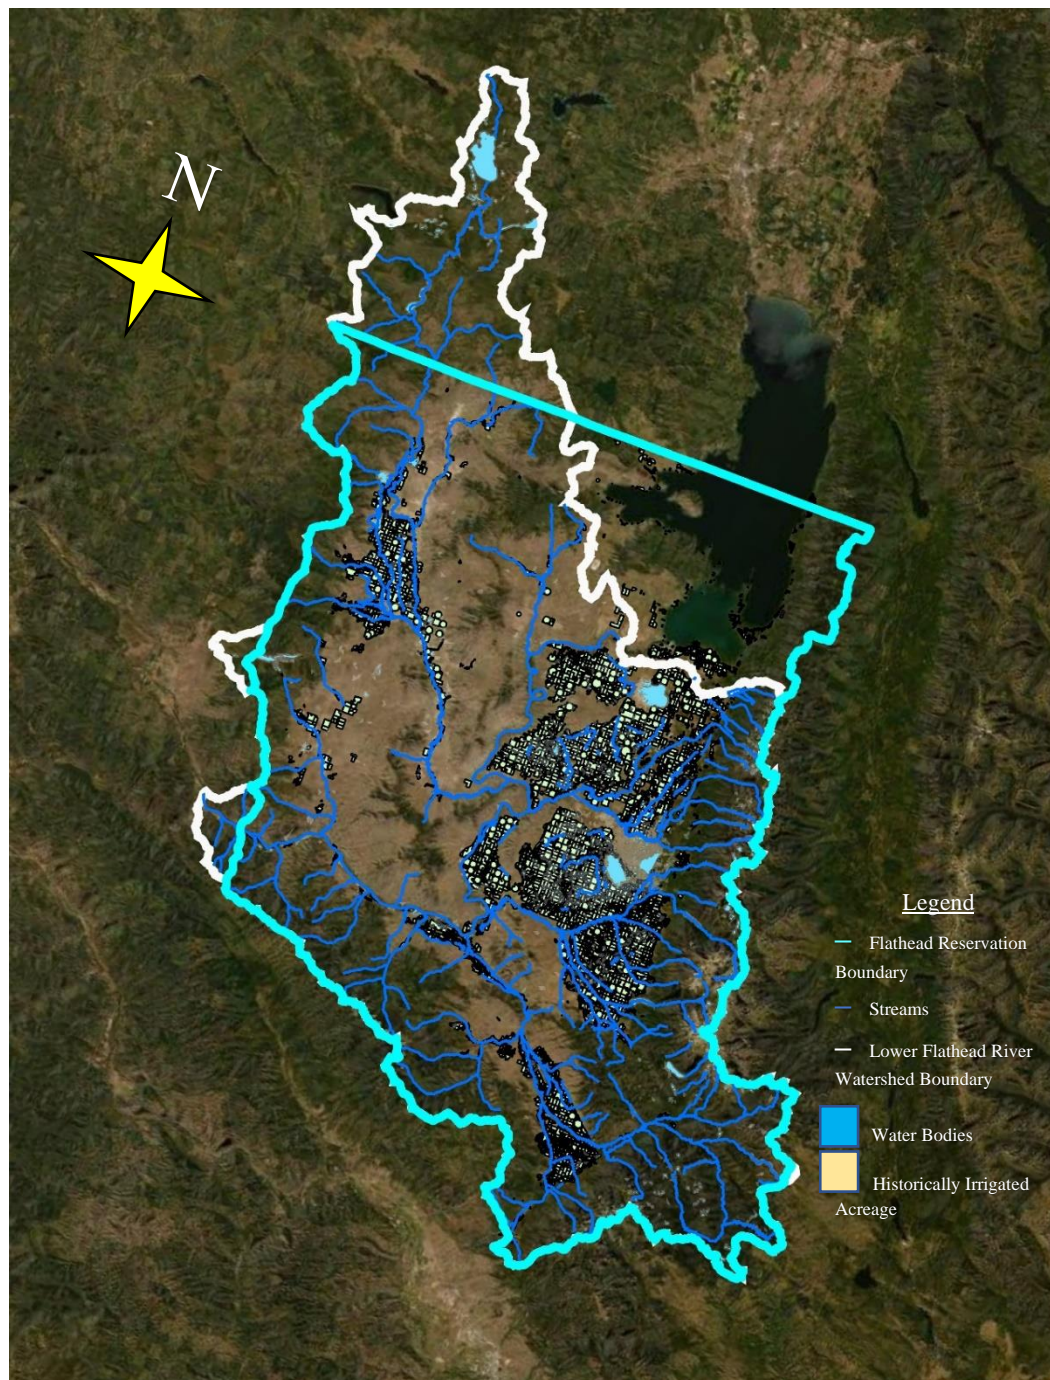 N
Legend
Flathead Reservation
Boundary
Streams
Lower Flathead River
Watershed Boundary
Water Bodies
Historically Irrigated
Acreage